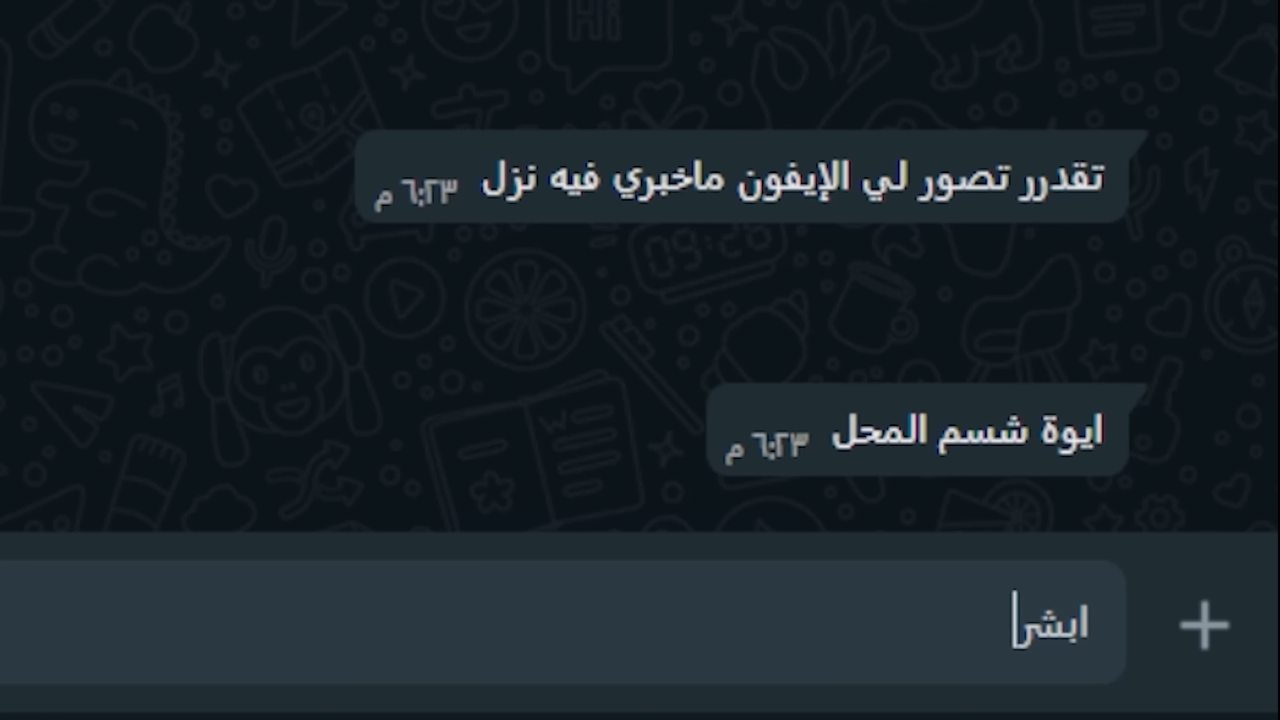 تقدرر تصور لي الإيفون ماخبري فيه نزل ٦:٢٣ م
ايوة شسم المحل ٦:٢٣ م
ابشر